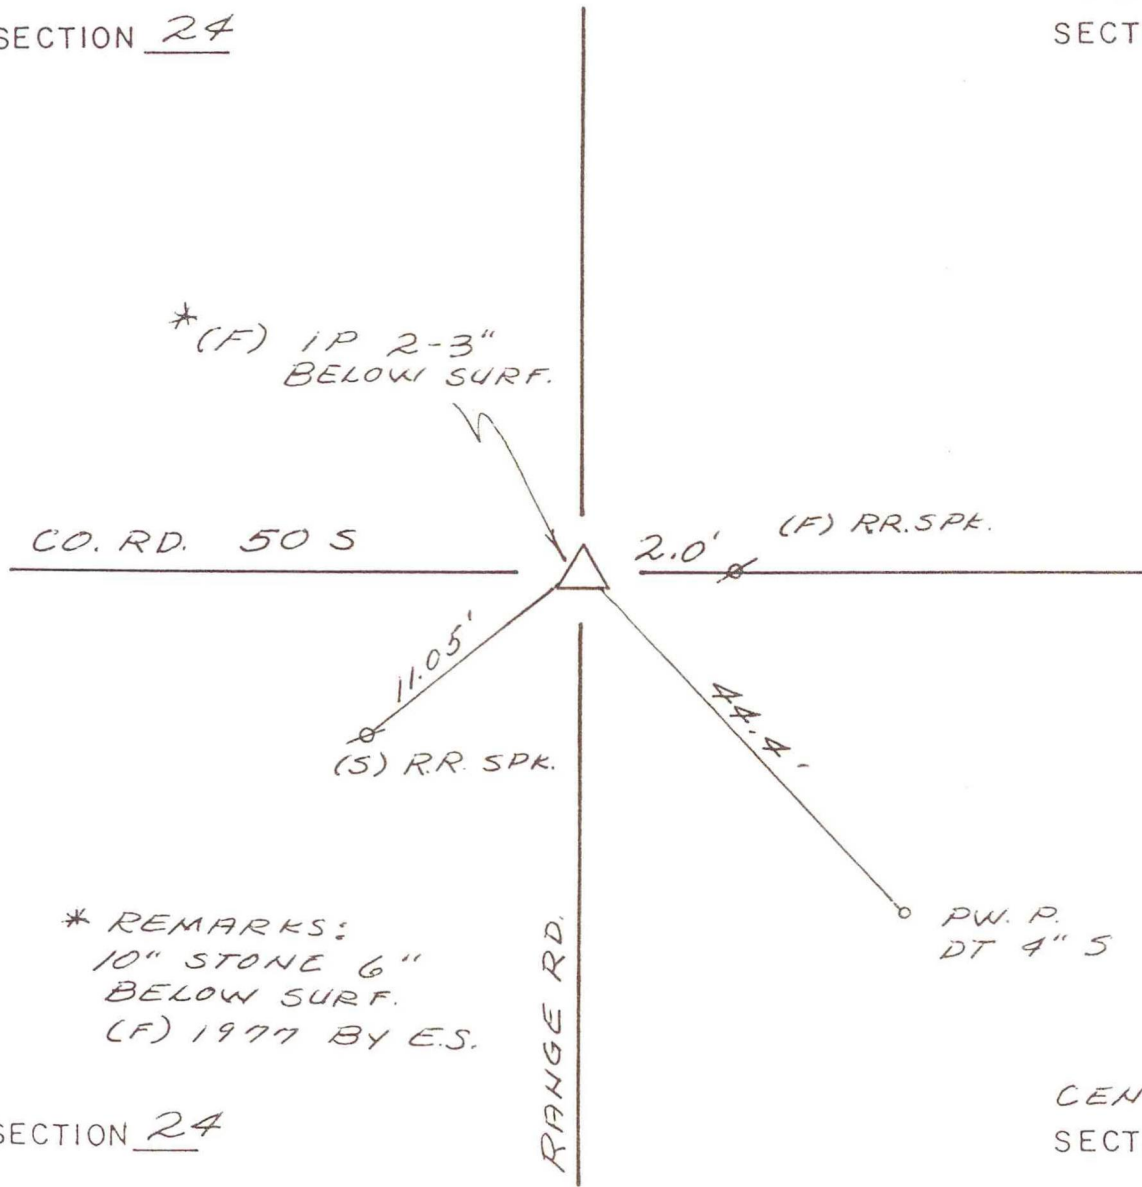 SECTION 24
SECT
*(F) IP 2-3"
BELOW SURF.
CO. RD. 50 S
2.0'
(F) RR. SPK.
11.05'
44.4'
(S) R.R. SPK.
* REMARKS:
10" STONE 6"
BELOW SURF.
(F) 1977 BY E.S.
RANGE RD.
PW. P.
DT 4" S
SECTION 24
CEN
SECT